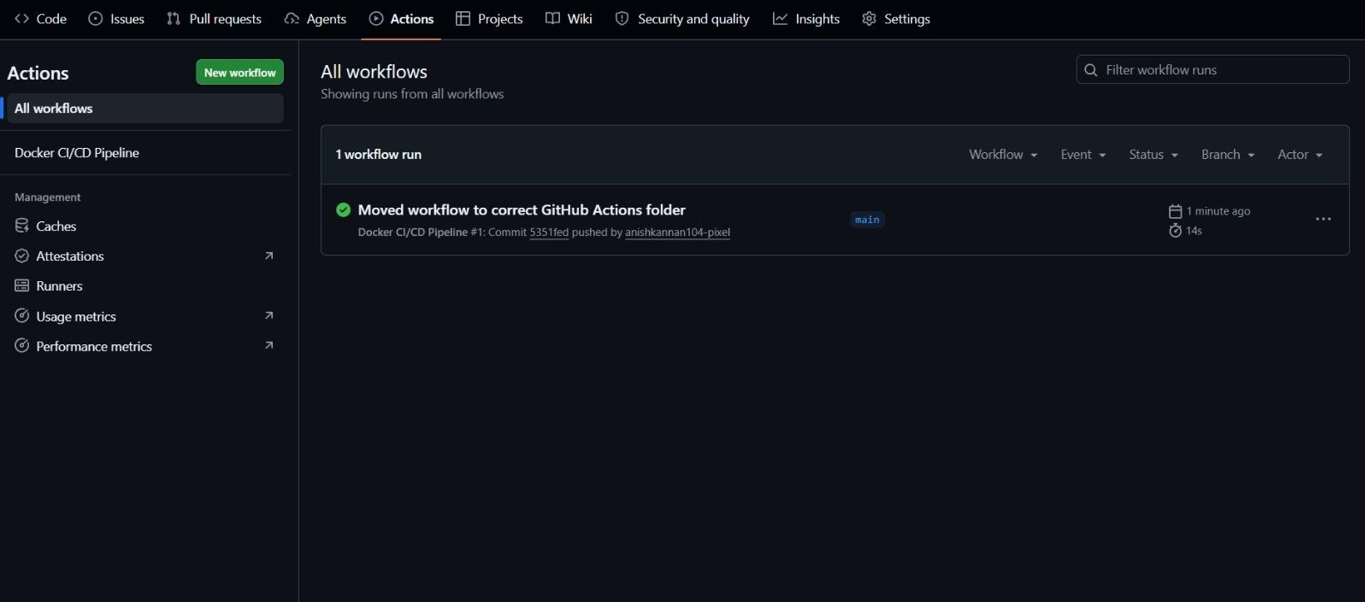 Code Issues Pull requests Agents Actions Projects Wiki Security and quality Insights Settings
Actions
New workflow
All workflows
Docker CI/CD Pipeline
Management
Caches
Attestations
Runners
Usage metrics
Performance metrics
All workflows
Showing runs from all workflows
Filter workflow runs
1 workflow run
Workflow Event Status Branch Actor
Moved workflow to correct GitHub Actions folder
Docker CI/CD Pipeline #1: Commit 5351fed pushed by anishkannan104-pixel
main
1 minute ago
14s